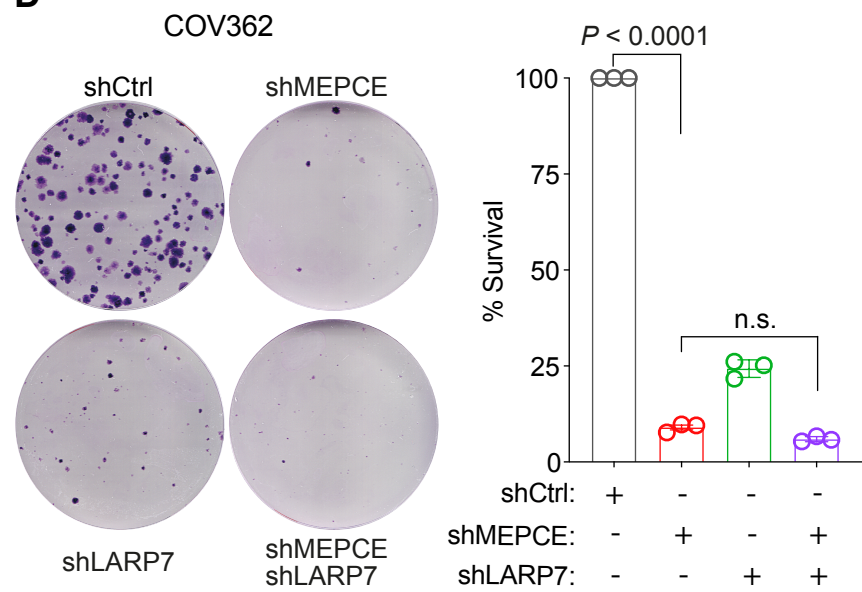 D
COV362
shCtrl
shMEPCE
shLARP7
shMEPCE
shLARP7
P < 0.0001
% Survival
100
75
50
25
0
n.s.
shCtrl: + - - -
shMEPCE: - + - +
shLARP7: - - + +